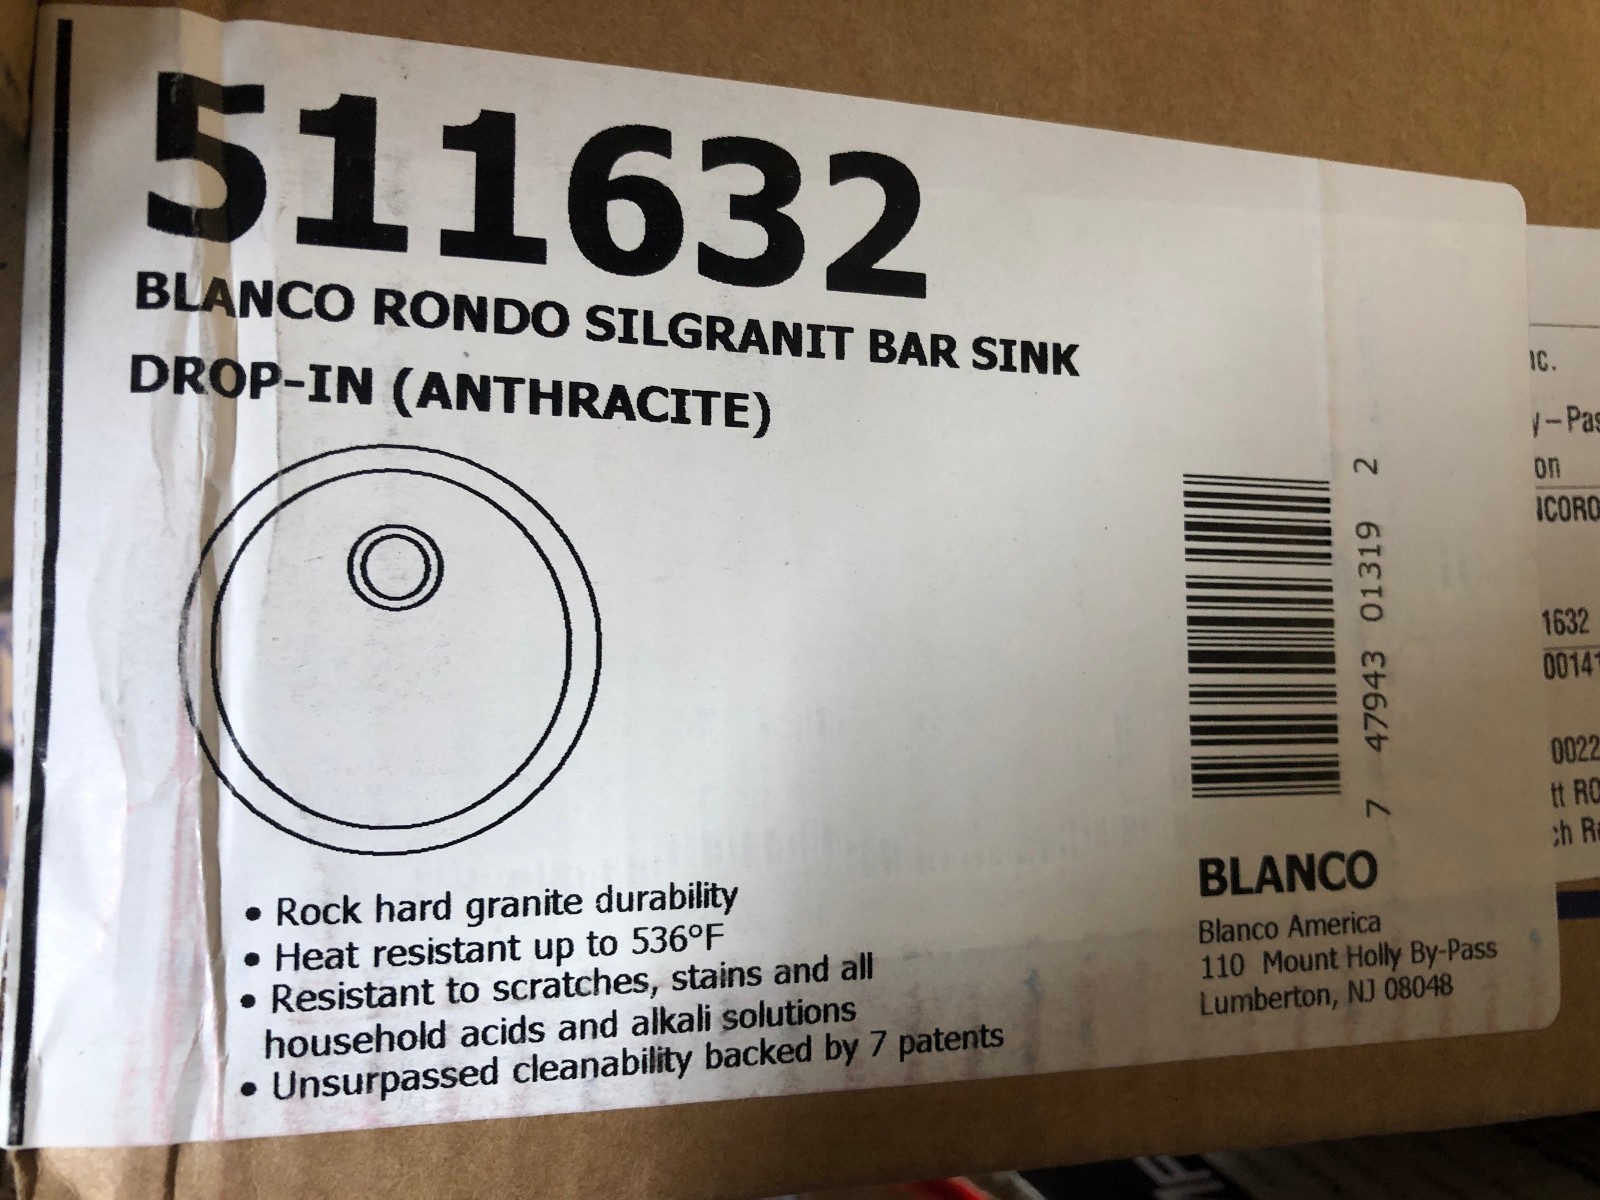 511632
BLANCO RONDO SILGRANIT BAR SINK
DROP-IN (ANTHRACITE)
• Rock hard granite durability
• Heat resistant up to 536°F
• Resistant to scratches, stains and all
household acids and alkali solutions
• Unsurpassed cleanability backed by 7 patents
7 47943 01319 2
BLANCO
Blanco America
110 Mount Holly By-Pass
Lumberton, NJ 08048
1632
0022